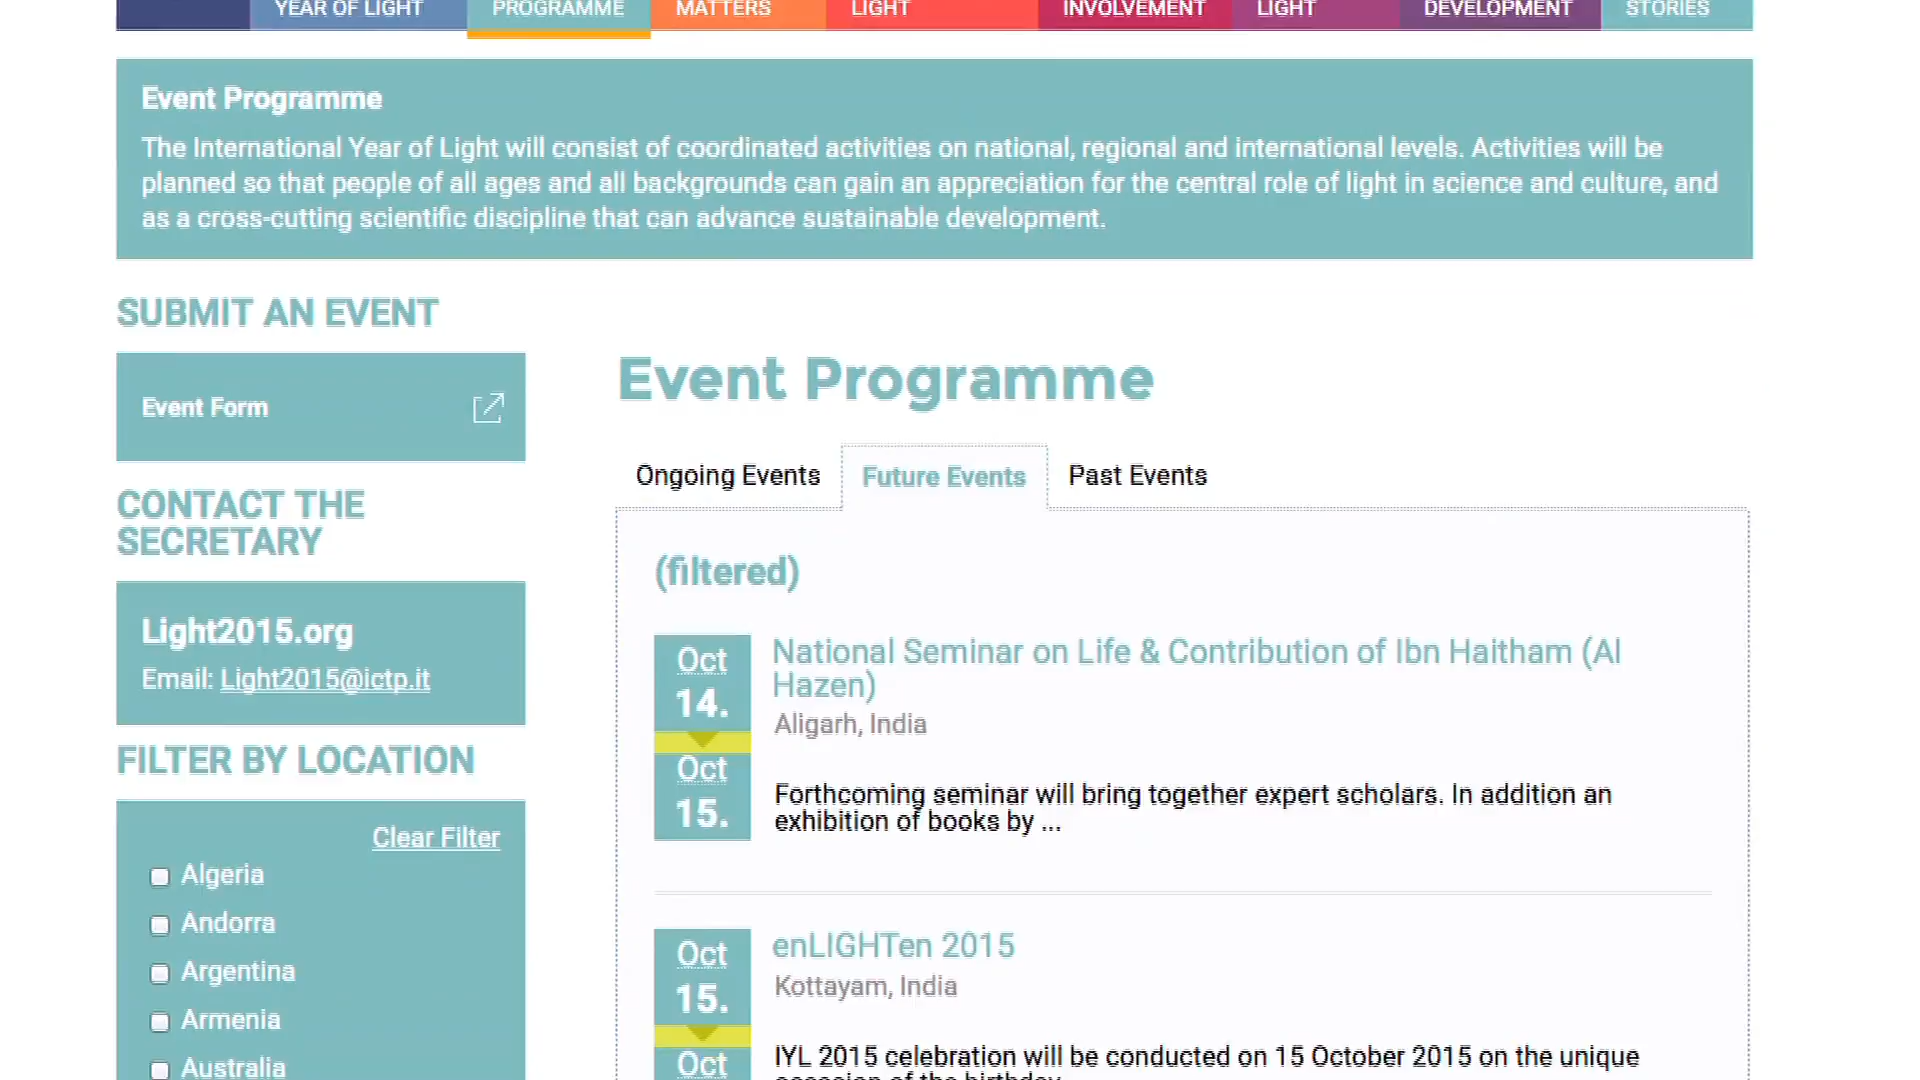 YEAR OF LIGHT
PROGRAMME
MATTERS
LIGHT
INVOLVEMENT
LIGHT
DEVELOPMENT
STORIES
Event Programme
The International Year of Light will consist of coordinated activities on national, regional and international levels. Activities will be
planned so that people of all ages and all backgrounds can gain an appreciation for the central role of light in science and culture, and
as a cross-cutting scientific discipline that can advance sustainable development.
SUBMIT AN EVENT
Event Form
CONTACT THE
SECRETARY
Light2015.org
Email: Light2015@ictp.it
FILTER BY LOCATION
Clear Filter
Algeria
Andorra
Argentina
Armenia
Australia
Event Programme
Ongoing Events
Future Events
Past Events
(filtered)
Oct
14.
Oct
15.
National Seminar on Life & Contribution of Ibn Haitham (Al
Hazen)
Aligarh, India
Forthcoming seminar will bring together expert scholars. In addition an
exhibition of books by ...
Oct
15.
Oct
enLIGHTen 2015
Kottayam, India
IYL 2015 celebration will be conducted on 15 October 2015 on the unique
occasion of the birthday